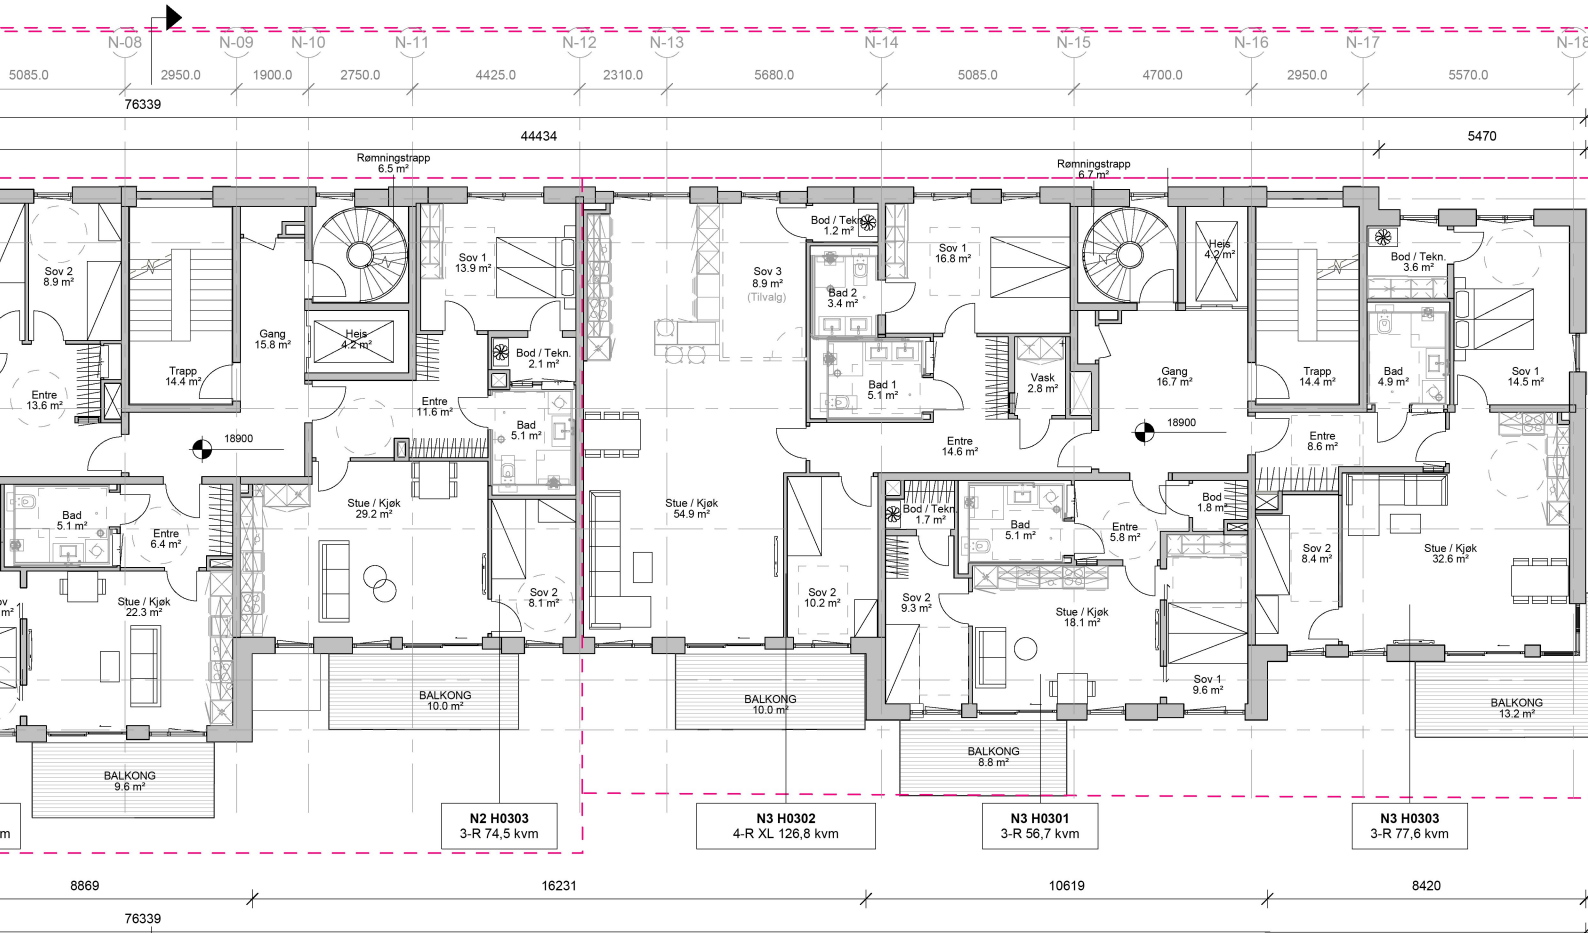 N-08 N-09 N-10 N-11 N-12 N-13 N-14 N-15 N-16 N-17 N-18
5085.0 2950.0 1900.0 2750.0 4425.0 2310.0 5680.0 5085.0 4700.0 2950.0 5570.0
76339
44434 5470
Rømningstrapp
6.5 m²
Rømningstrapp
6.7 m²
Sov 2
8.9 m²
Trapp
14.4 m²
Gang
15.8 m²
Heis
4.2 m²
Sov 1
13.9 m²
Bod / Tekn.
2.1 m²
Entre
11.6 m²
Bad
5.1 m²
Entre
13.6 m²
18900
Sov 3
8.9 m²
(Tilvalg)
Bod / Tekn.
1.2 m²
Bad 2
3.4 m²
Sov 1
16.8 m²
Bad 1
5.1 m²
Vask
2.8 m²
Entre
14.6 m²
Heis
4.2 m²
Gang
16.7 m²
18900
Trapp
14.4 m²
Bod / Tekn.
3.6 m²
Bad
4.9 m²
Sov 1
14.5 m²
Entre
8.6 m²
Bad
5.1 m²
Entre
6.4 m²
Stue / Kjøk
22.3 m²
Stue / Kjøk
29.2 m²
Sov 2
8.1 m²
Stue / Kjøk
54.9 m²
Sov 2
10.2 m²
Bod / Tekn.
1.7 m²
Bad
5.1 m²
Entre
5.8 m²
Bod
1.8 m²
Sov 2
9.3 m²
Stue / Kjøk
18.1 m²
Sov 1
9.6 m²
Sov 2
8.4 m²
Stue / Kjøk
32.6 m²
BALKONG
9.6 m²
BALKONG
10.0 m²
BALKONG
10.0 m²
BALKONG
8.8 m²
BALKONG
13.2 m²
N2 H0303
3-R 74,5 kvm
N3 H0302
4-R XL 126,8 kvm
N3 H0301
3-R 56,7 kvm
N3 H0303
3-R 77,6 kvm
8869 16231 10619 8420
76339